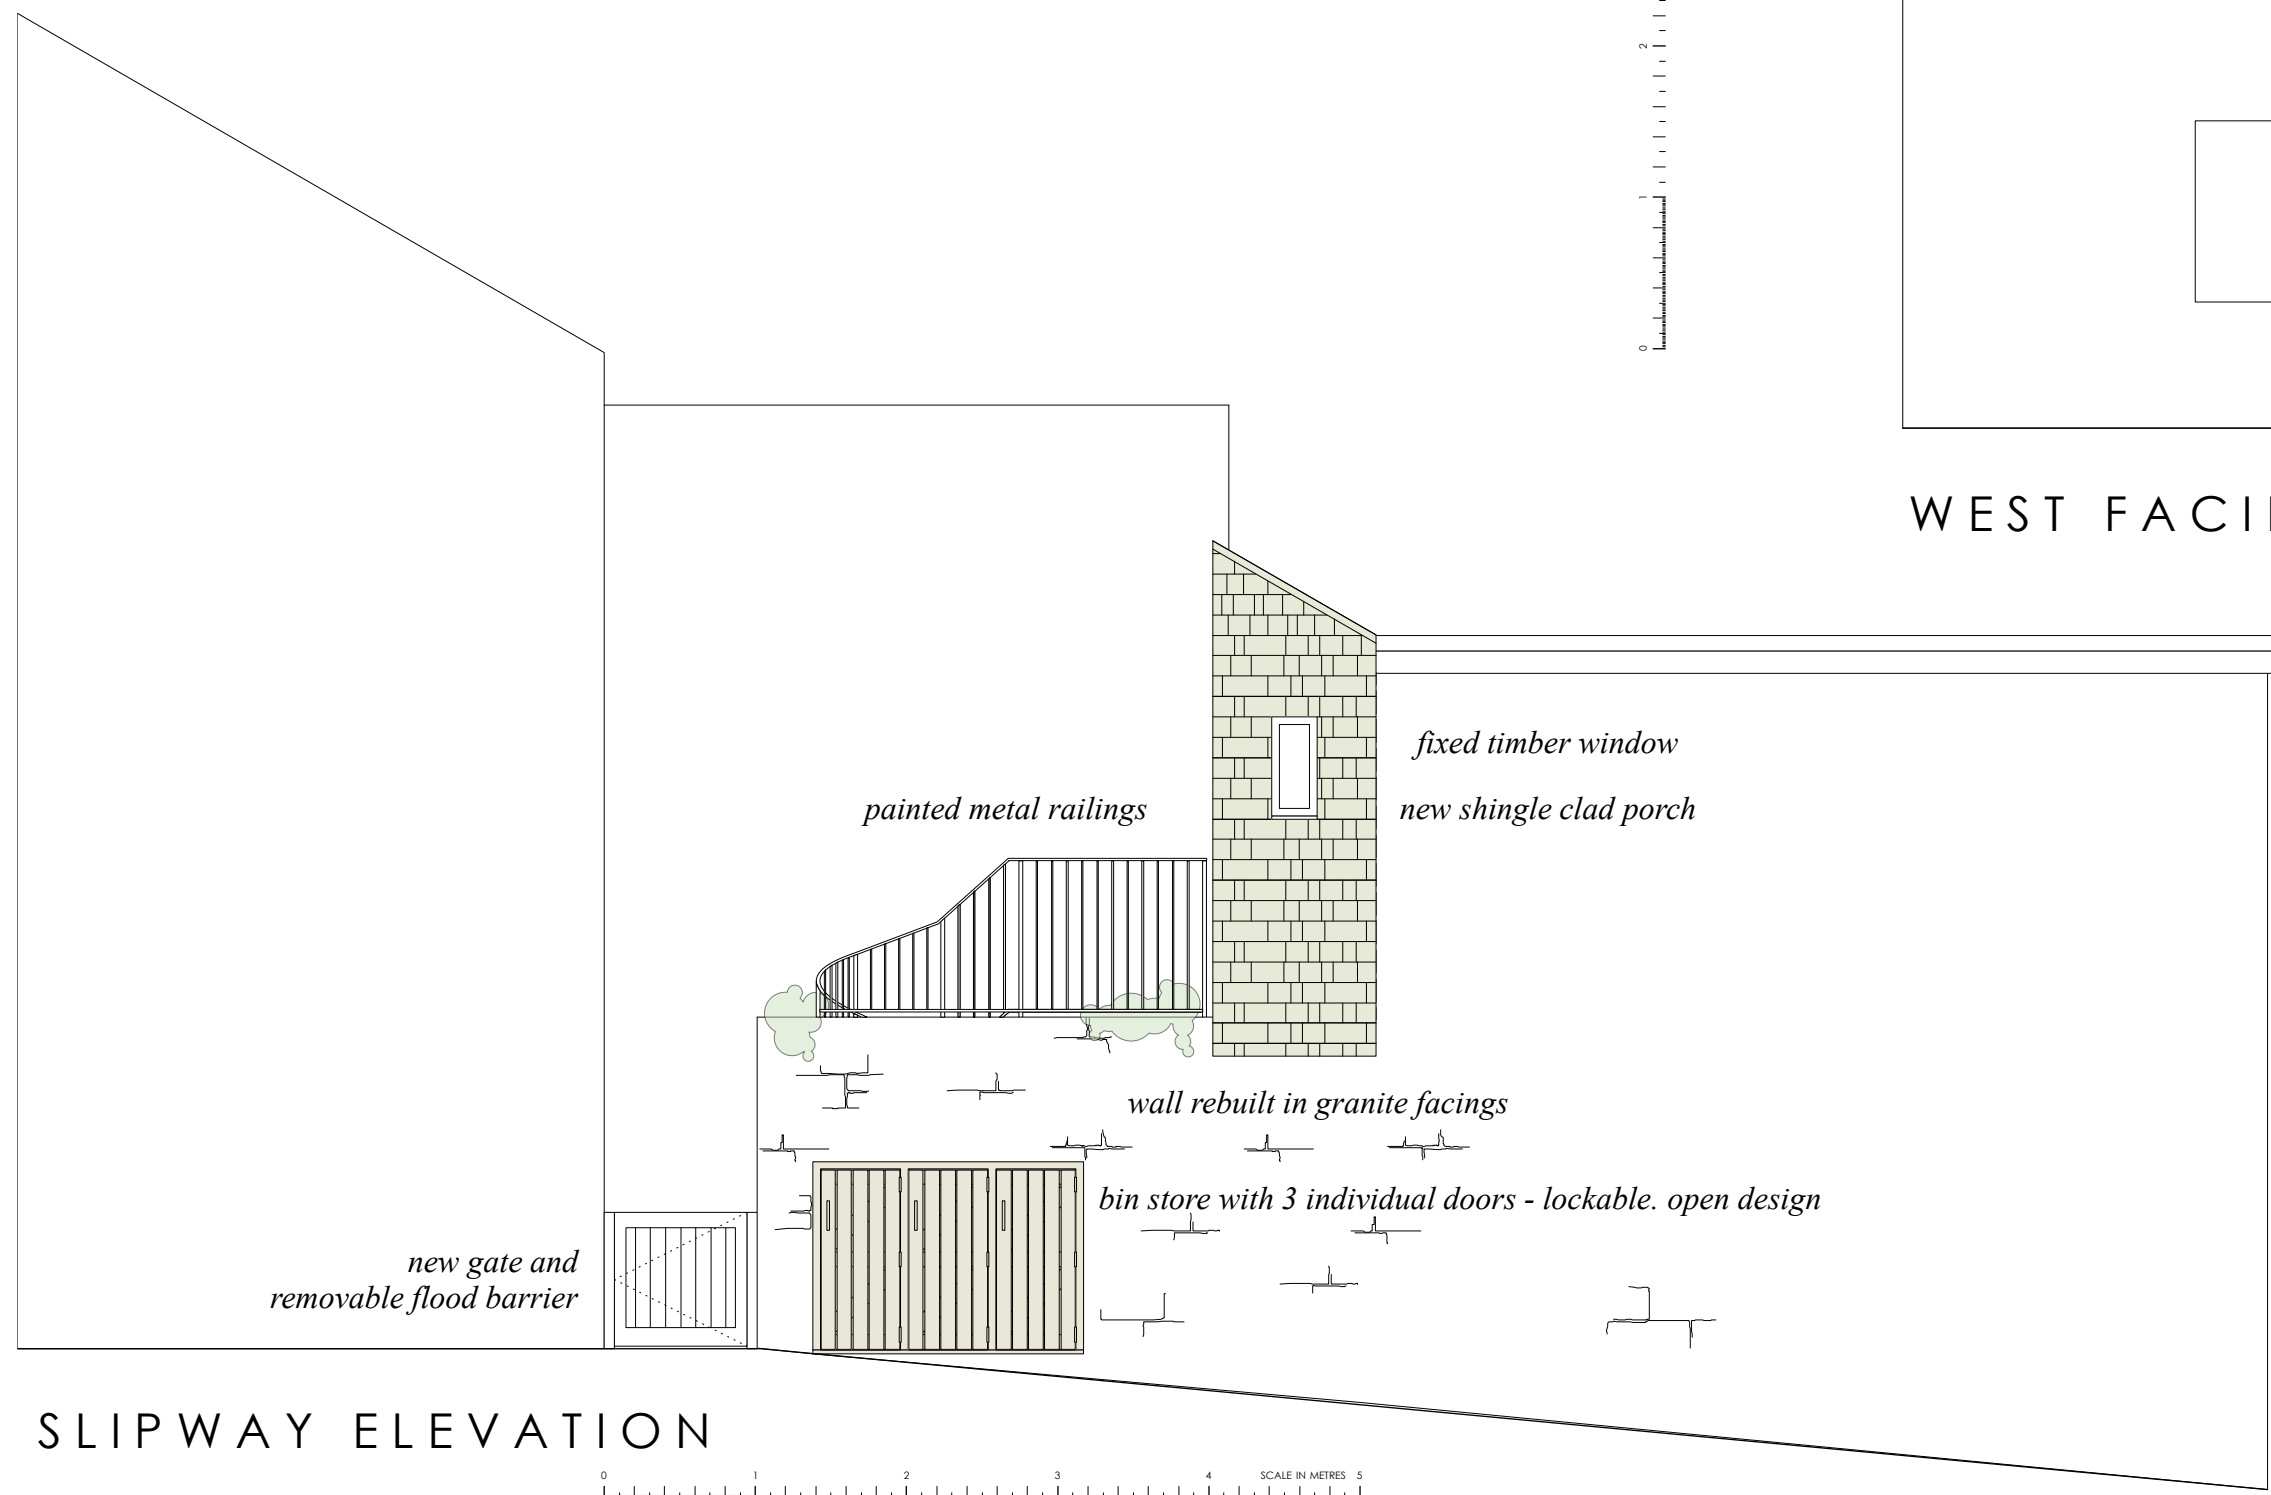 2
1
0
WEST FACI
fixed timber window
painted metal railings
new shingle clad porch
wall rebuilt in granite facings
bin store with 3 individual doors - lockable. open design
new gate and
removable flood barrier
SLIPWAY ELEVATION
0 1 2 3 4 SCALE IN METRES 5